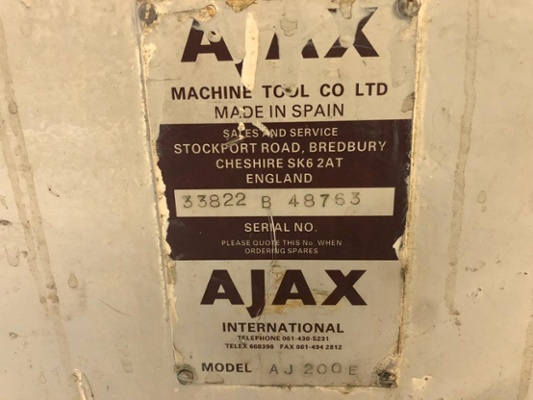 AJAX
MACHINE TOOL CO LTD
MADE IN SPAIN
SALES AND SERVICE
STOCKPORT ROAD, BREDBURY
CHESHIRE SK6 2AT
ENGLAND
33822 B 48763
SERIAL NO.
PLEASE QUOTE THIS No. WHEN
ORDERING SPARES
AJAX
INTERNATIONAL
TELEPHONE 061-430-5231
TELEX 668396 FAX 061-494 2812
MODEL AJ 200E